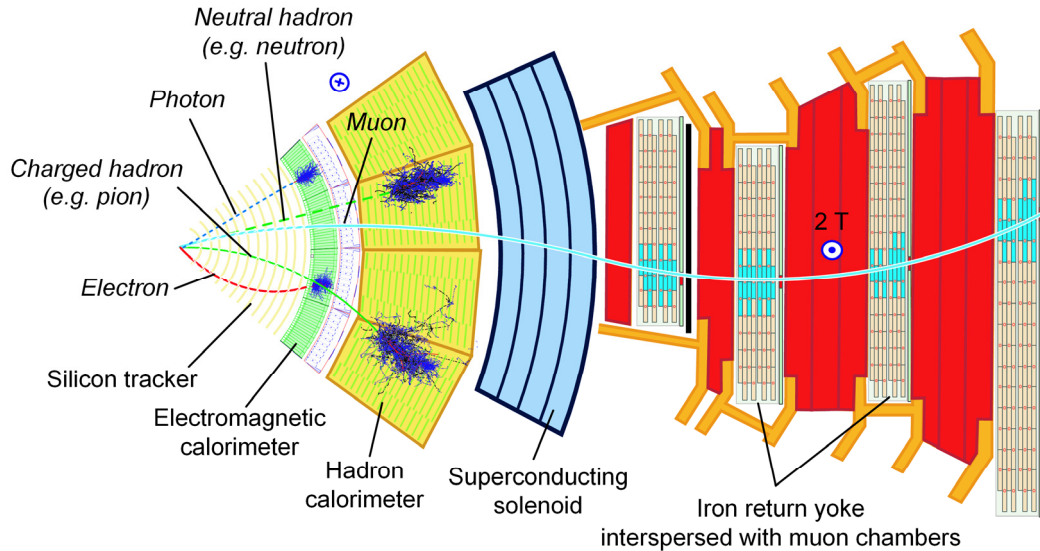 Neutral hadron
(e.g. neutron)
Photon
Muon
Charged hadron
(e.g. pion)
2 T
Electron
Silicon tracker
Electromagnetic
calorimeter
Hadron
calorimeter
Superconducting
solenoid
Iron return yoke
interspersed with muon chambers